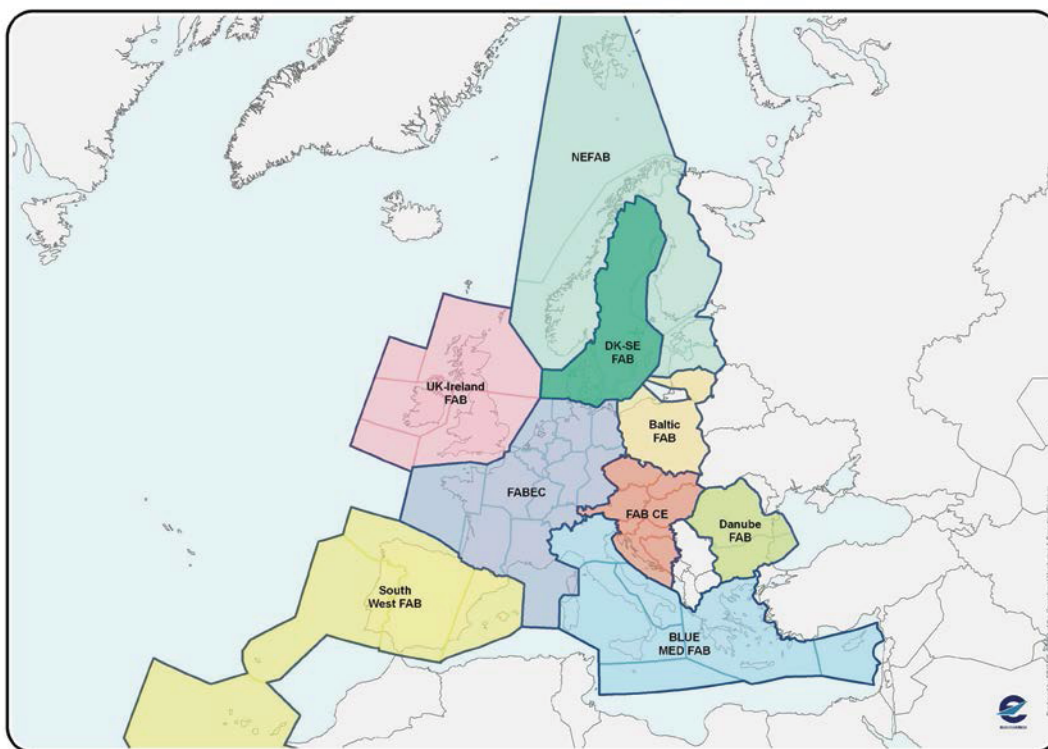 NEFAB
DK-SE
FAB
UK-Ireland
FAB
Baltic
FAB
FABEC
FAB CE
Danube
FAB
South
West FAB
BLUE
MED FAB